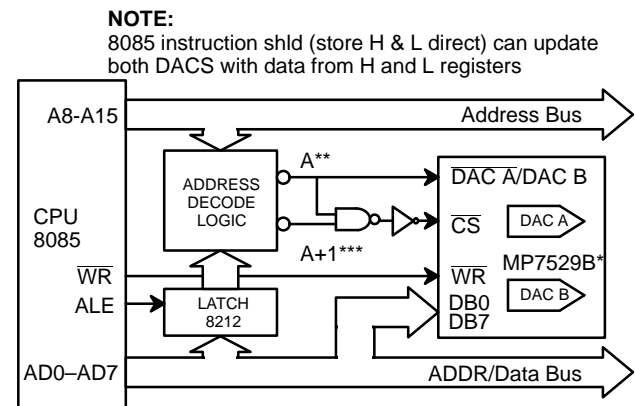 NOTE:
8085 instruction shld (store H & L direct) can update
both DACS with data from H and L registers
A8-A15
Address Bus
A**
ADDRESS
DECODE
LOGIC
DAC A/DAC B
CPU
8085
CS
DAC A
A+1***
MP7529B*
WR
WR
DAC B
ALE
LATCH
8212
DB0
DB7
AD0–AD7
ADDR/Data Bus